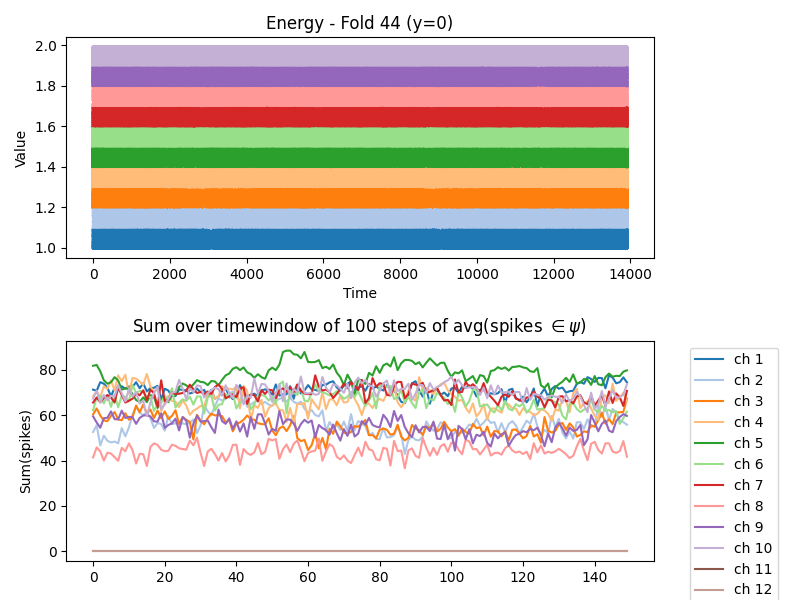 Energy - Fold 44 (y=0)
Value
2.0
1.8
1.6
1.4
1.2
1.0
0 2000 4000 6000 8000 10000 12000 14000
Time
Sum over timewindow of 100 steps of avg(spikes ∈ψ)
Sum(spikes)
80
60
40
20
0
0 20 40 60 80 100 120 140
ch 1
ch 2
ch 3
ch 4
ch 5
ch 6
ch 7
ch 8
ch 9
ch 10
ch 11
ch 12